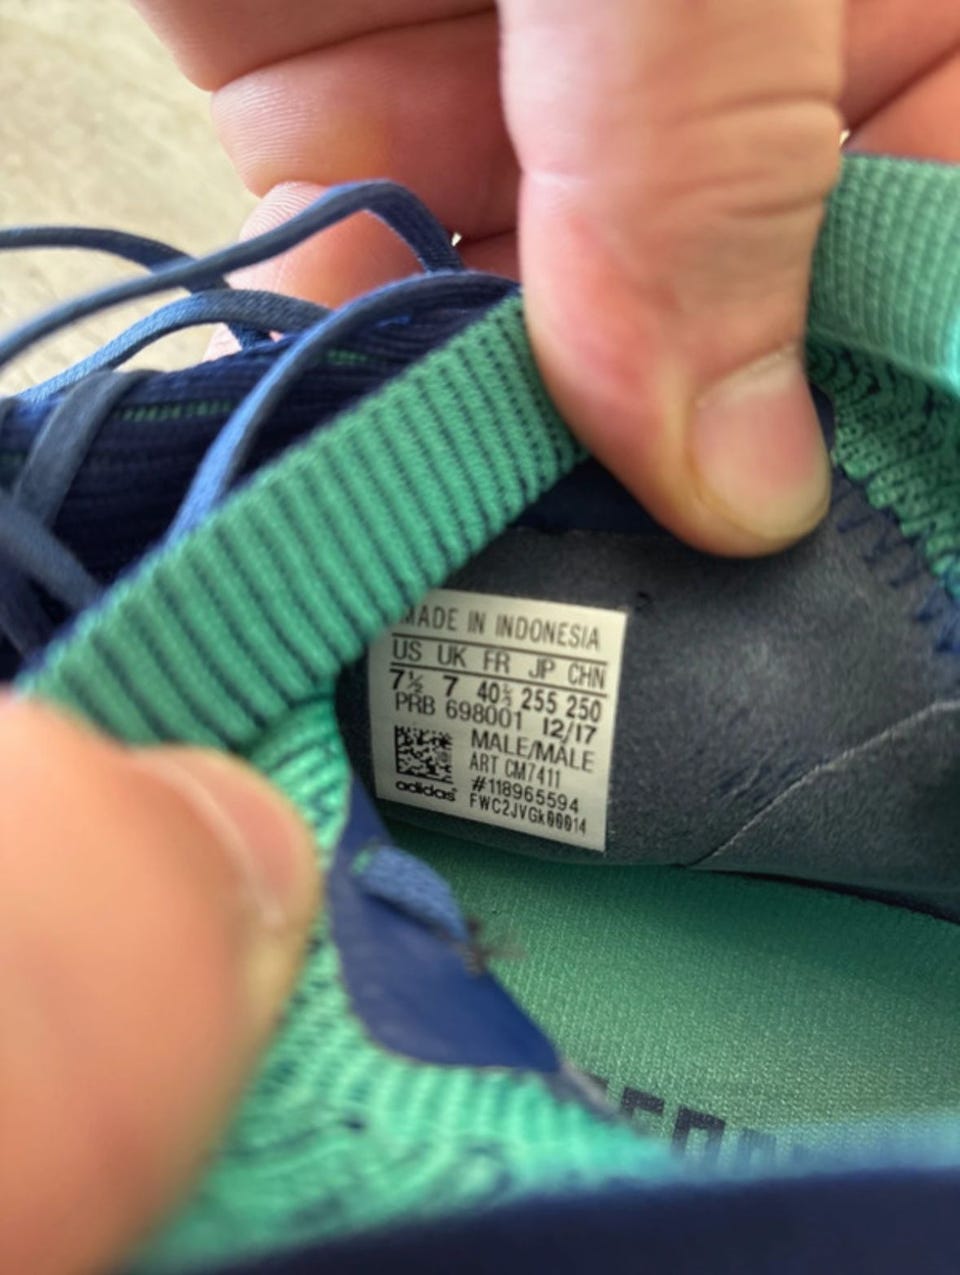 MADE IN INDONESIA
US UK FR JP CHN
7½ 7 40⅔ 255 250
PRB 698001 12/17
MALE/MALE
ART CM7411
#118965594
adidas
FWC2JVGk00014